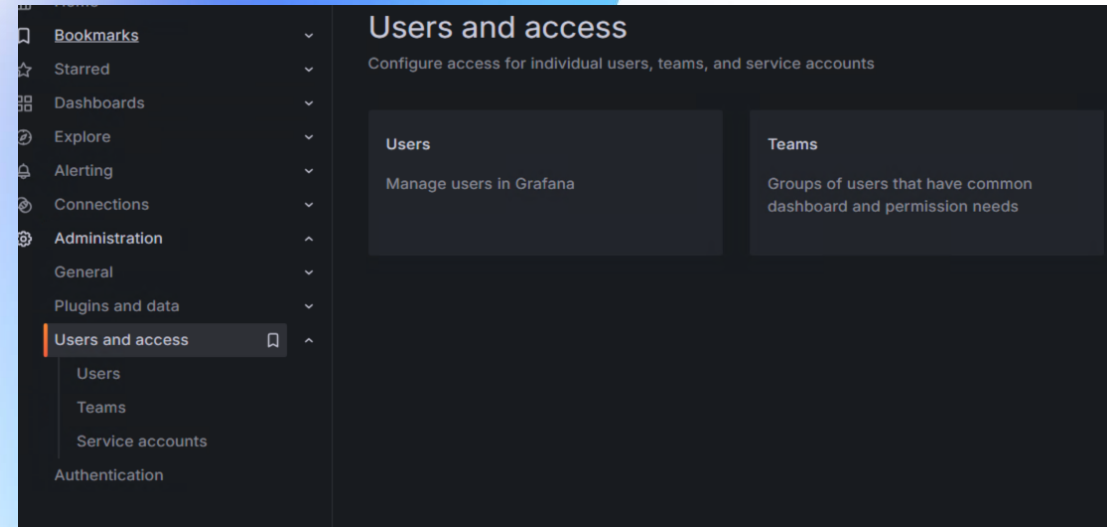 Bookmarks
Starred
Dashboards
Explore
Alerting
Connections
Administration
General
Plugins and data
Users and access
Users
Teams
Service accounts
Authentication
Users and access
Configure access for individual users, teams, and service accounts
Users
Manage users in Grafana
Teams
Groups of users that have common
dashboard and permission needs